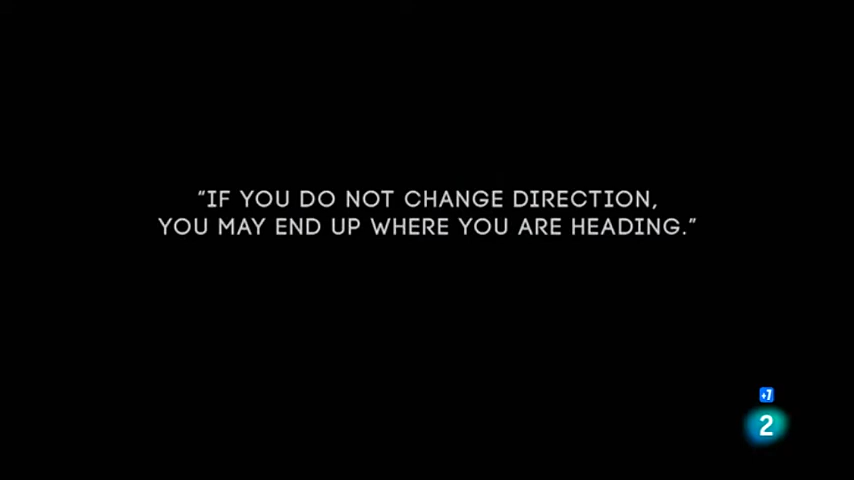 “IF YOU DO NOT CHANGE DIRECTION,
YOU MAY END UP WHERE YOU ARE HEADING.”
+7
2